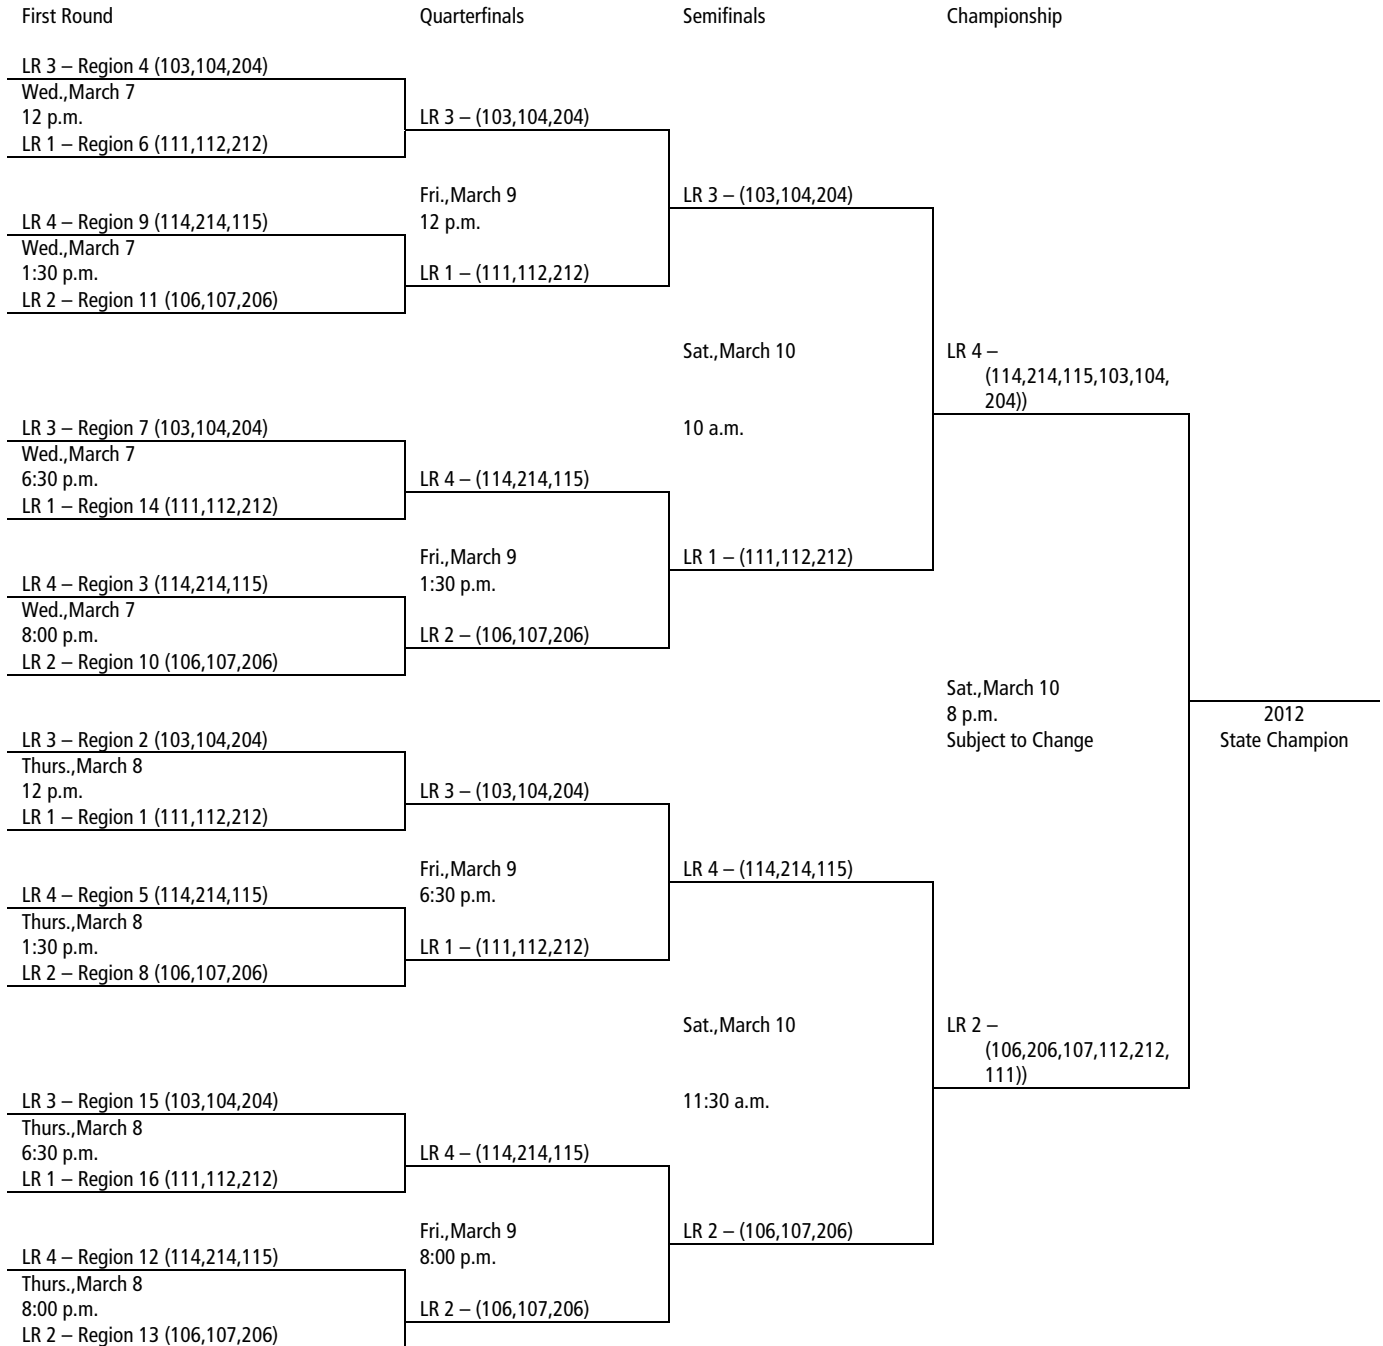 First Round
Quarterfinals
Semifinals
Championship
LR 3 – Region 4 (103,104,204)
Wed.,March 7
12 p.m.
LR 1 – Region 6 (111,112,212)
LR 4 – Region 9 (114,214,115)
Wed.,March 7
1:30 p.m.
LR 2 – Region 11 (106,107,206)
LR 3 – Region 7 (103,104,204)
Wed.,March 7
6:30 p.m.
LR 1 – Region 14 (111,112,212)
LR 4 – Region 3 (114,214,115)
Wed.,March 7
8:00 p.m.
LR 2 – Region 10 (106,107,206)
LR 3 – Region 2 (103,104,204)
Thurs.,March 8
12 p.m.
LR 1 – Region 1 (111,112,212)
LR 4 – Region 5 (114,214,115)
Thurs.,March 8
1:30 p.m.
LR 2 – Region 8 (106,107,206)
LR 3 – Region 15 (103,104,204)
Thurs.,March 8
6:30 p.m.
LR 1 – Region 16 (111,112,212)
LR 4 – Region 12 (114,214,115)
Thurs.,March 8
8:00 p.m.
LR 2 – Region 13 (106,107,206)
LR 3 – (103,104,204)
Fri.,March 9
12 p.m.
LR 1 – (111,112,212)
LR 4 – (114,214,115)
Fri.,March 9
1:30 p.m.
LR 2 – (106,107,206)
LR 3 – (103,104,204)
Fri.,March 9
6:30 p.m.
LR 1 – (111,112,212)
LR 4 – (114,214,115)
Fri.,March 9
8:00 p.m.
LR 2 – (106,107,206)
LR 3 – (103,104,204)
Sat.,March 10
10 a.m.
LR 1 – (111,112,212)
LR 4 – (114,214,115)
Sat.,March 10
11:30 a.m.
LR 2 – (106,107,206)
LR 4 –
(114,214,115,103,104,
204))
Sat.,March 10
8 p.m.
Subject to Change
LR 2 –
(106,206,107,112,212,
111))
2012
State Champion